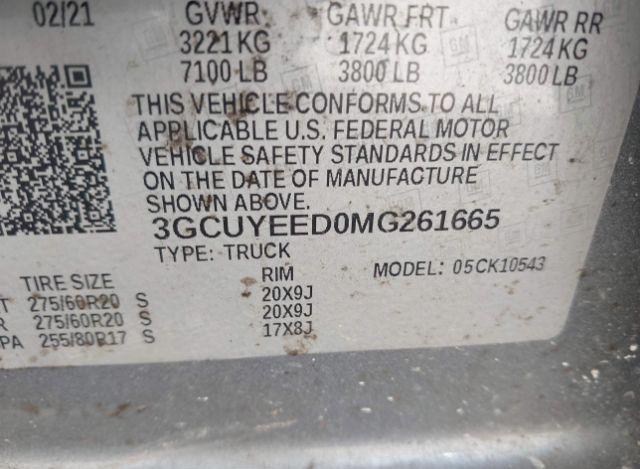 02/21 GVWR: GAWR FRT GAWR RR
3221 KG 1724 KG 1724 KG
7100 LB 3800 LB 3800 LB
THIS VEHICLE CONFORMS TO ALL
APPLICABLE U.S. FEDERAL MOTOR
VEHICLE SAFETY STANDARDS IN EFFECT
ON THE DATE OF MANUFACTURE
SHOWN ABOVE.
3GCUYEED0MG261665
TYPE: TRUCK MODEL: 05CK10543
TIRE SIZE RIM
T 275/60R20 S 20X9J
R 275/60R20 S 20X9J
PA 255/80R17 S 17X8J